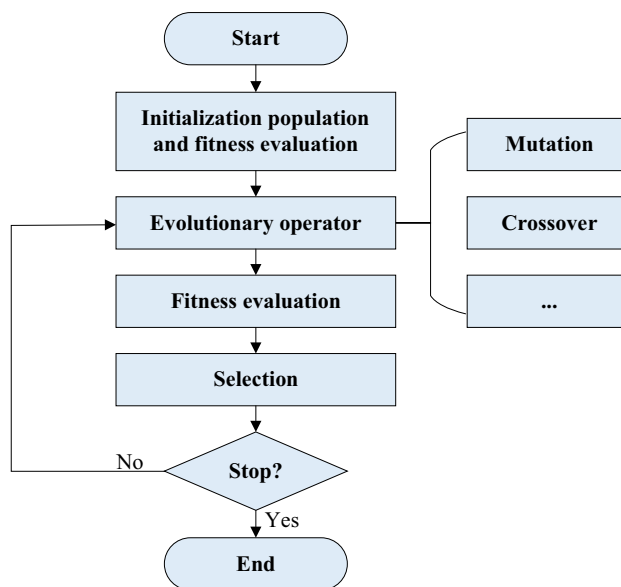 Start
Initialization population
and fitness evaluation
Mutation
Evolutionary operator
Crossover
Fitness evaluation
...
Selection
No
Stop?
Yes
End